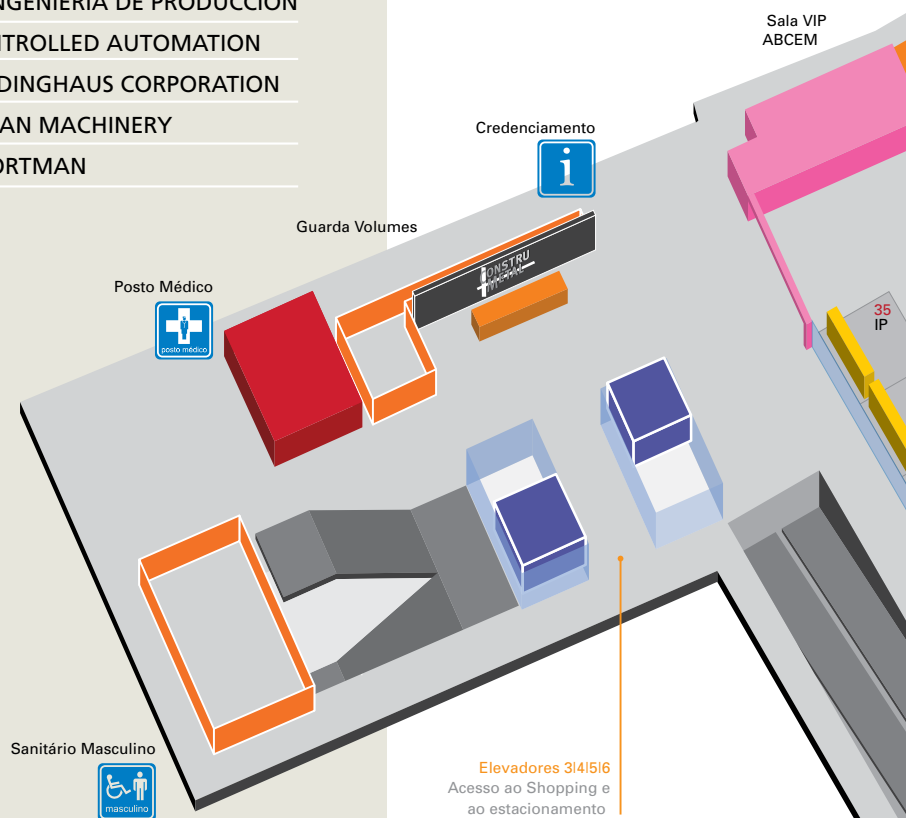 NGENIERIA DE PRODUCCIÓN
NTROLLED AUTOMATION
DINGHAUS CORPORATION
AN MACHINERY
ORTMAN
Sala VIP
ABCEM
Credenciamento
i
Guarda Volumes
CONSTRU
METAL
Posto Médico
posto médico
35
IP
Sanitário Masculino
masculino
Elevadores 3|4|5|6
Acesso ao Shopping e
ao estacionamento